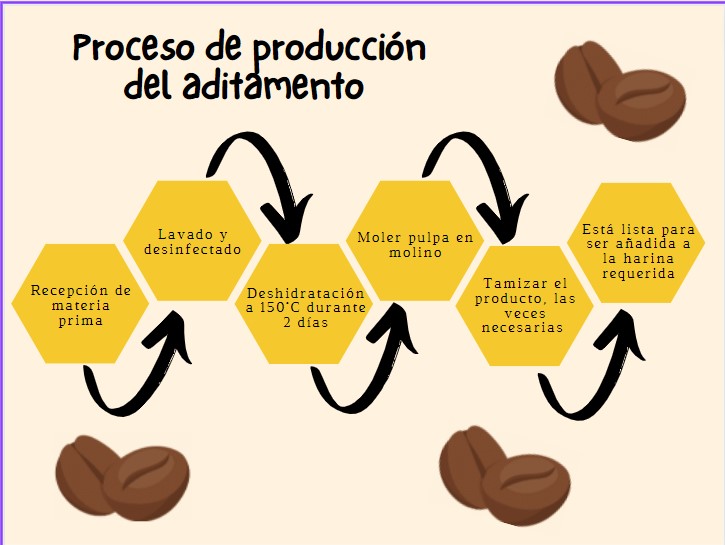 Proceso de producción
del aditamento
Recepción de
materia
prima
Lavado y
desinfectado
Deshidratación
a 150°C durante
2 días
Moler pulpa en
molino
Tamizar el
producto, las
veces
necesarias
Está lista para
ser añadida a
la harina
requerida